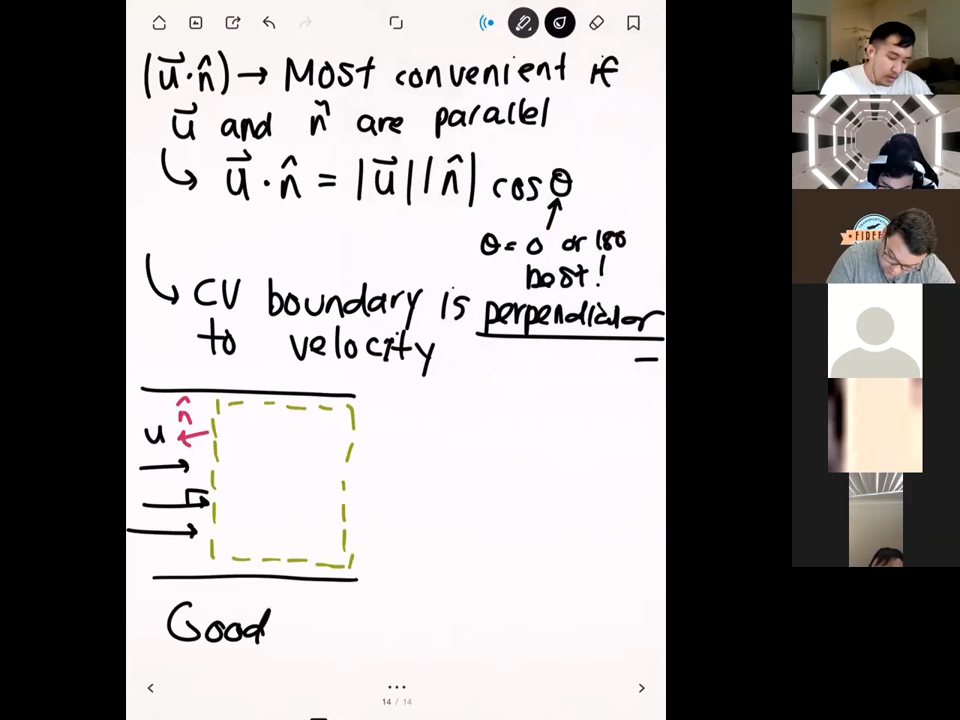 (u⃗·n̂) → Most convenient if
u⃗ and n̂ are parallel
↳ u⃗·n̂ = |u⃗||n̂| cosθ
θ = 0 or 180
best!
↳ CV boundary is perpendicular
to velocity
n̂
u
Good
14 / 14